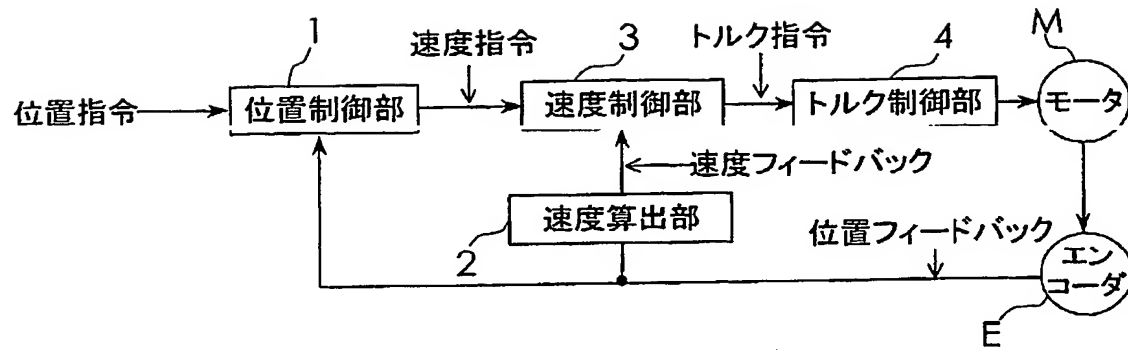 1
速度指令
3
トルク指令
4
M
位置指令
位置制御部
速度制御部
トルク制御部
モータ
速度フィードバック
速度算出部
2
位置フィードバック
エン
コーダ
E